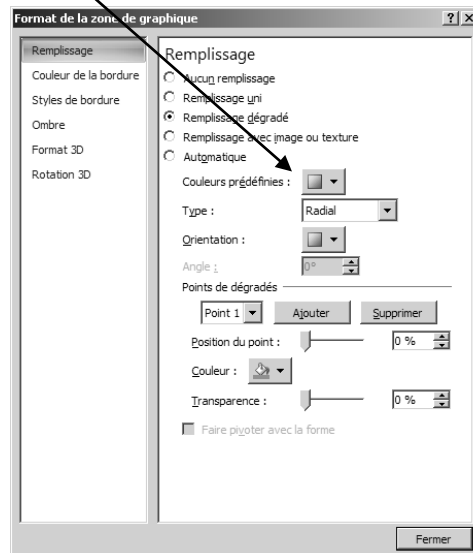 Format de la zone de graphique
Remplissage
Couleur de la bordure
Styles de bordure
Ombre
Format 3D
Rotation 3D
Remplissage
Aucun remplissage
Remplissage uni
Remplissage dégradé
Remplissage avec image ou texture
Automatique
Couleurs prédéfinies :
Type : Radial
Orientation :
Angle : 0°
Points de dégradés
Point 1 Ajouter Supprimer
Position du point : 0 %
Couleur :
Transparence : 0 %
Faire pivoter avec la forme
Fermer